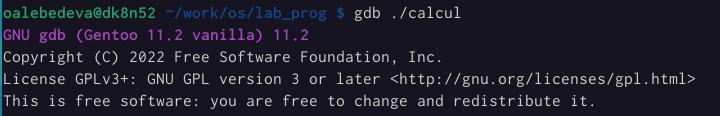 oalebedeva@dk8n52 ~/work/os/lab_prog $ gdb ./calcul
GNU gdb (Gentoo 11.2 vanilla) 11.2
Copyright (C) 2022 Free Software Foundation, Inc.
License GPLv3+: GNU GPL version 3 or later <http://gnu.org/licenses/gpl.html>
This is free software: you are free to change and redistribute it.